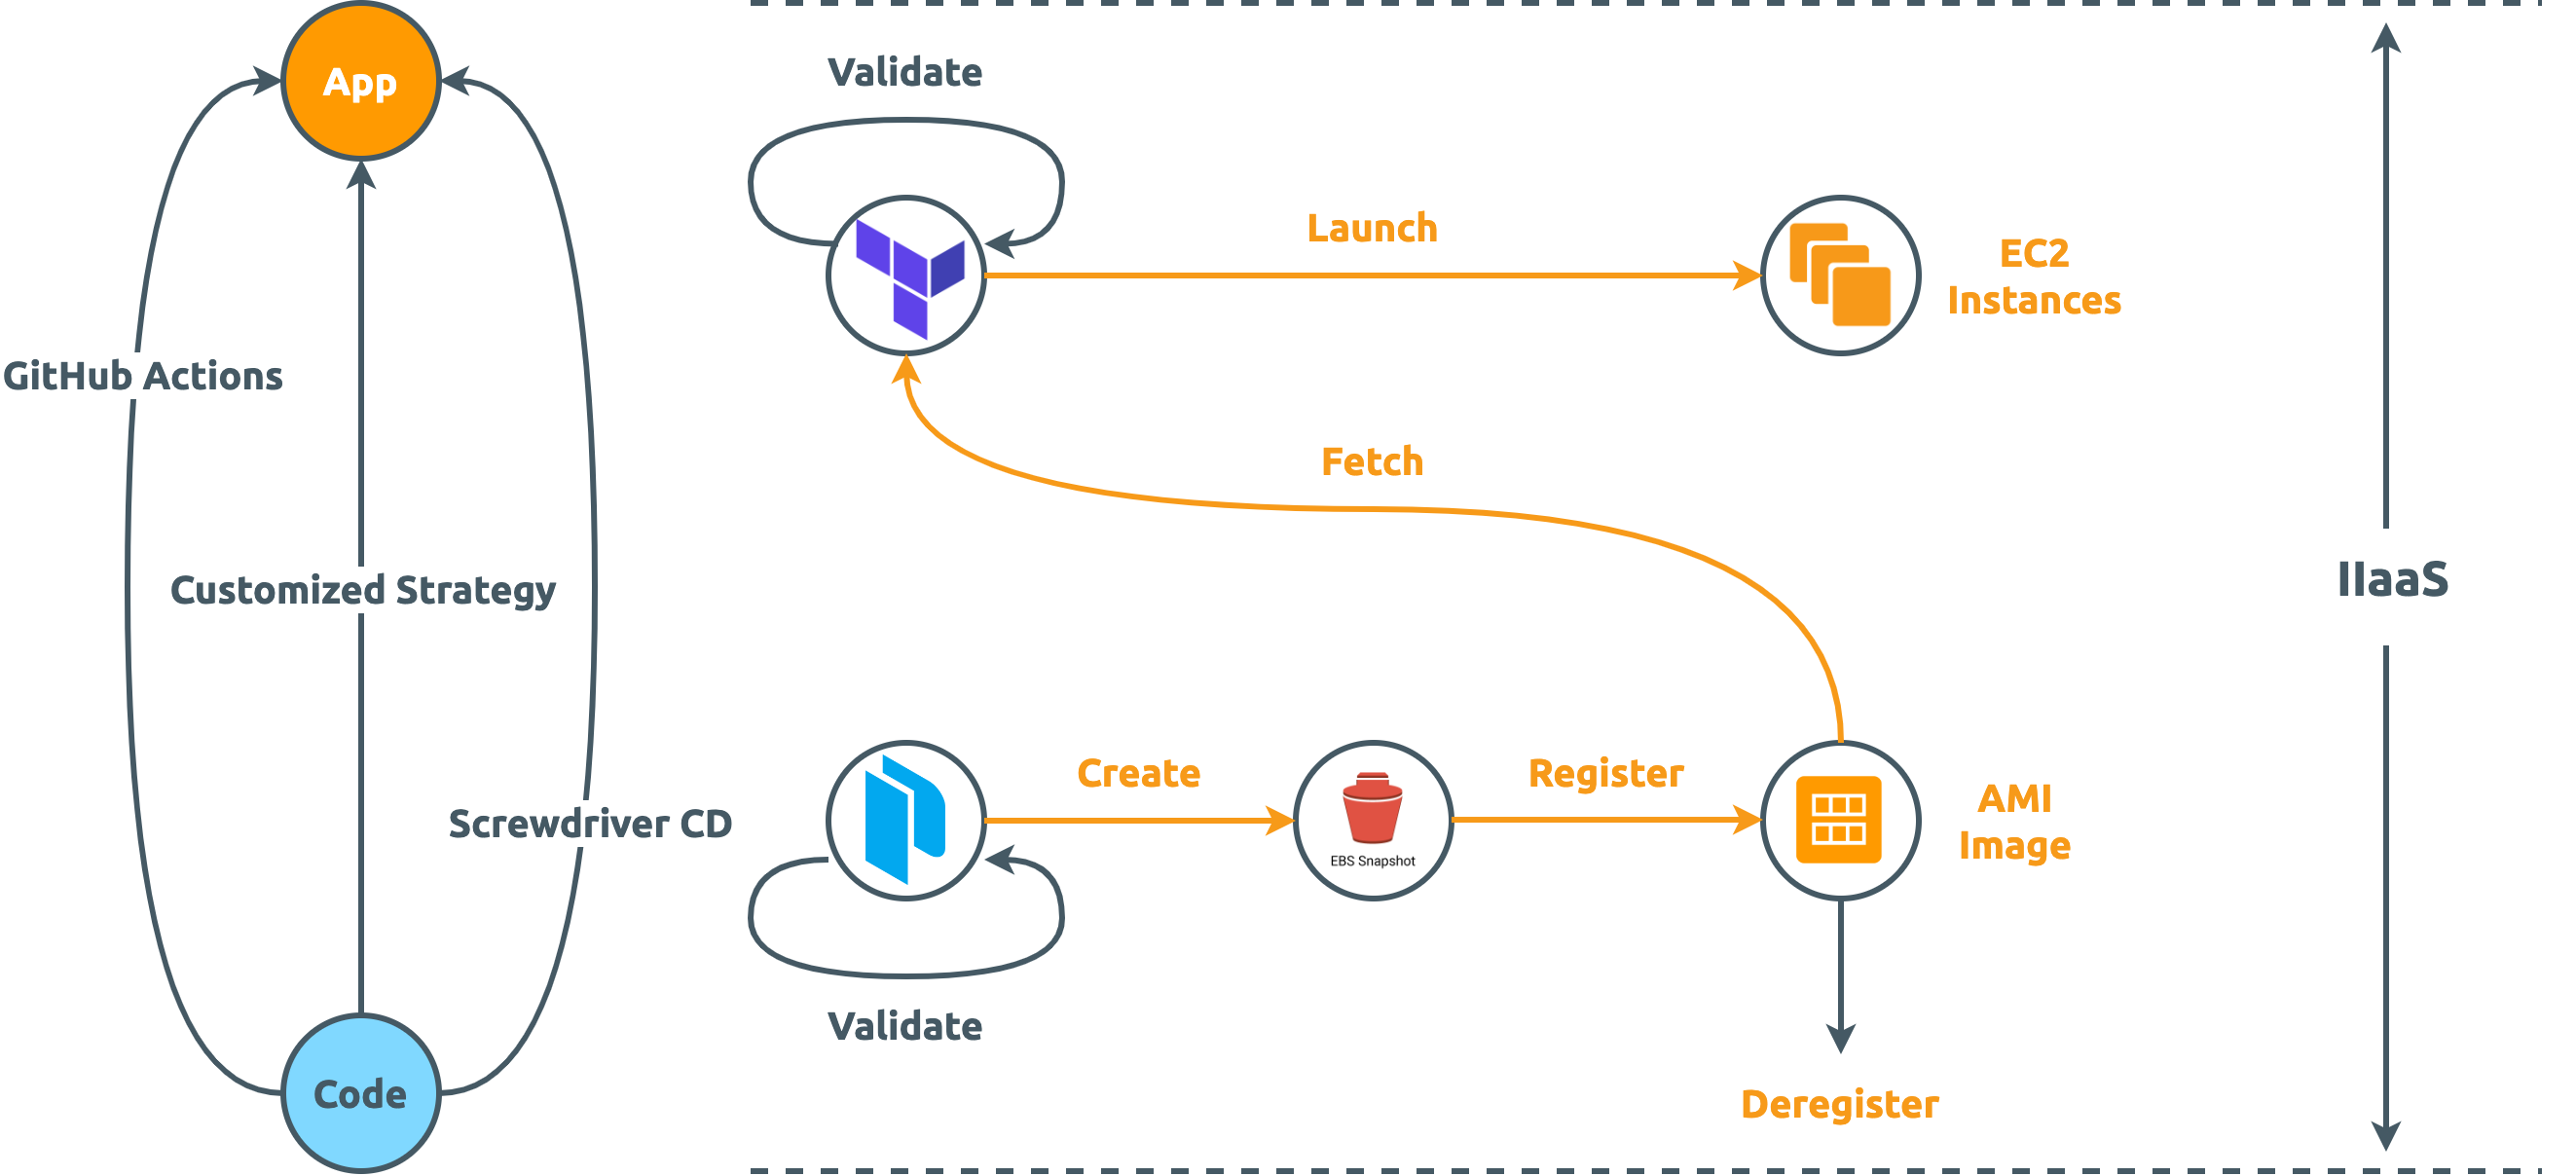 App
Validate
Launch
EC2
Instances
GitHub Actions
Fetch
Customized Strategy
IIaaS
Create
Register
AMI
Image
Screwdriver CD
EBS Snapshot
Validate
Code
Deregister